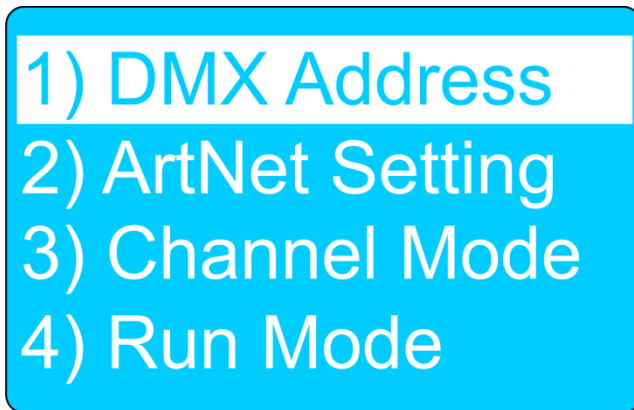 1) DMX Address
2) ArtNet Setting
3) Channel Mode
4) Run Mode